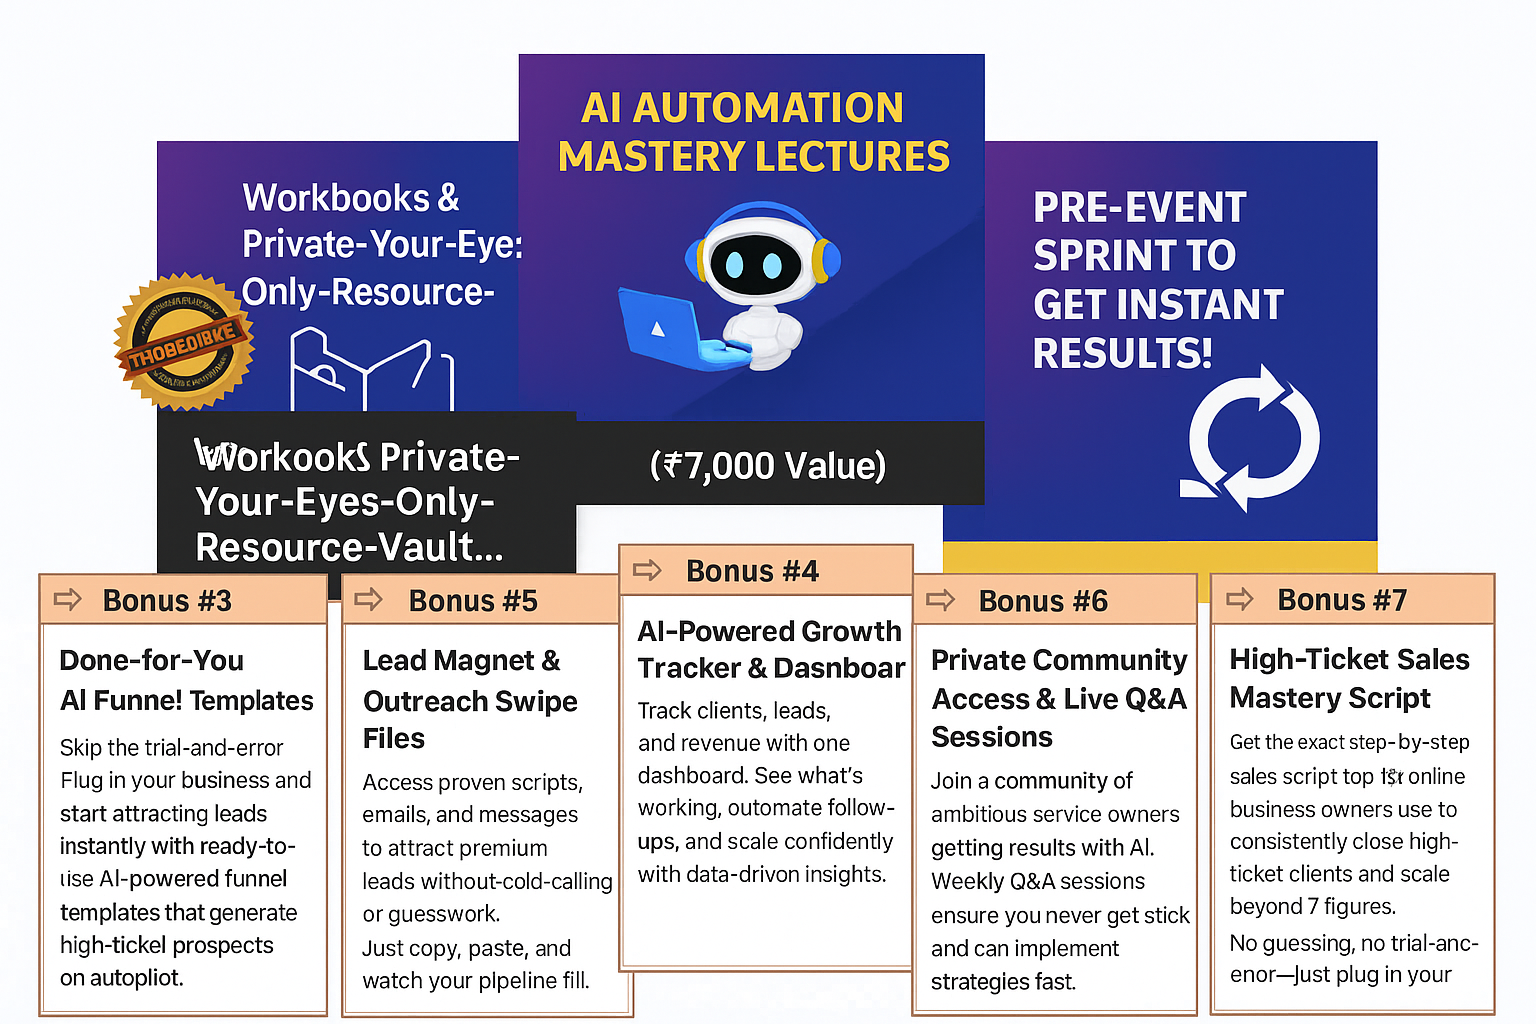 AI AUTOMATION
MASTERY LECTURES
(₹7,000 Value)
Workbooks &
Private-Your-Eye:
Only-Resource-
THOBEOIBKE
Workooks Private-
Your-Eyes-Only-
Resource-Vault...
PRE-EVENT
SPRINT TO
GET INSTANT
RESULTS!
Bonus #3
Done-for-You
AI Funne! Templates
Skip the trial-and-error
Flug in your business and
start attracting leads
instantly with ready-to-
use AI-powered funnel
templates that generate
high-tickel prospects
on autopliot.
Bonus #5
Lead Magnet &
Outreach Swipe
Files
Access proven scripts,
emails, and messages
to attract premium
leads without-cold-calling
or guesswork.
Just copy, paste, and
watch your plpeline fill.
Bonus #4
AI-Powered Growth
Tracker & Dasnboar
Track clients, leads,
and revenue with one
dashboard. See what's
working, outomate follow-
ups, and scale confidently
with data-drivon insights.
Bonus #6
Private Community
Access & Live Q&A
Sessions
Join a community of
ambitious service owners
getting results with AI.
Weekly Q&A sessions
ensure you never get stick
and can implement
strategies fast.
Bonus #7
High-Ticket Sales
Mastery Script
Get the exact step-by-step
sales script top online
business owners use to
consistently close high-
ticket clients and scale
beyond 7 figures.
No guessing, no trial-anc-
enor—Just plug in your